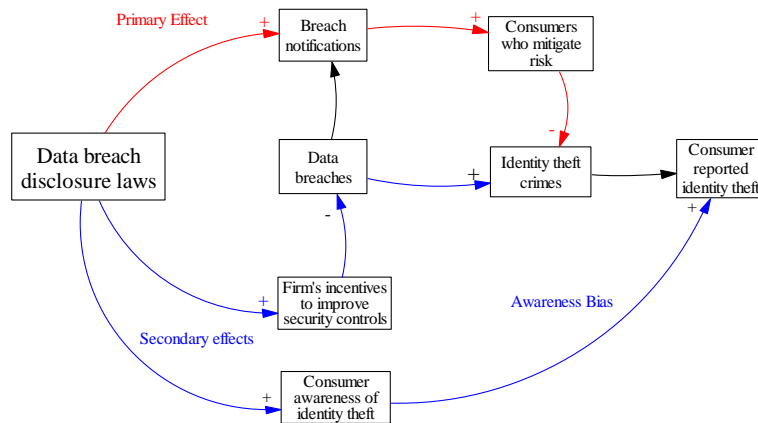 Primary Effect
+
Breach
notifications
+
Consumers
who mitigate
risk
-
Data breach
disclosure laws
Data
breaches
+
Identity theft
crimes
Consumer
reported
identity theft
+
-
+
Firm's incentives
to improve
security controls
Awareness Bias
Secondary effects
+
Consumer
awareness of
identity theft